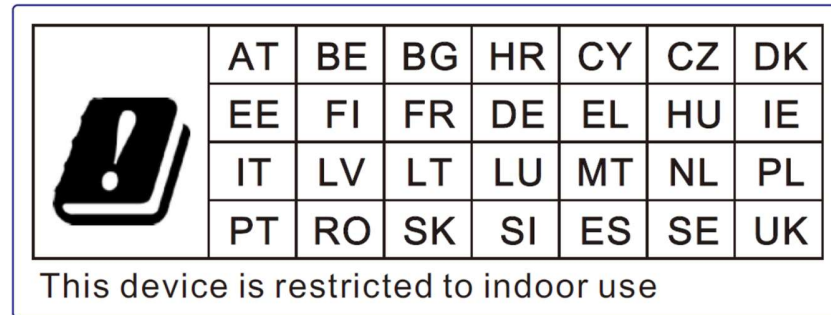 AT BE BG HR CY CZ DK
EE FI FR DE EL HU IE
IT LV LT LU MT NL PL
PT RO SK SI ES SE UK
This device is restricted to indoor use